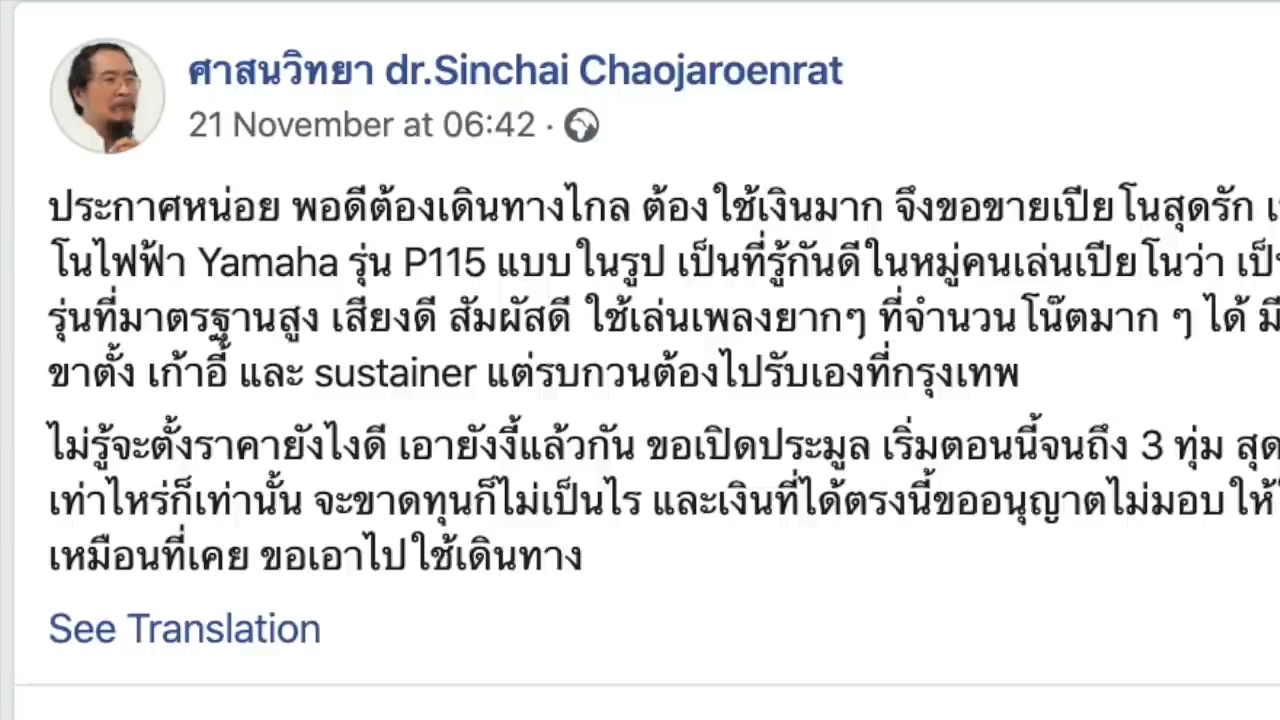 ศาสนวิทยา dr.Sinchai Chaojaroenrat
21 November at 06:42 ·
ประกาศหน่อย พอดีต้องเดินทางไกล ต้องใช้เงินมาก จึงขอขายเปียโนสุดรัก
โนไฟฟ้า Yamaha รุ่น P115 แบบในรูป เป็นที่รู้กันดีในหมู่คนเล่นเปียโนว่า
รุ่นที่มาตรฐานสูง เสียงดี สัมผัสดี ใช้เล่นเพลงยากๆ ที่จำนวนโน๊ตมาก ๆ ได้ มี
ขาตั้ง เก้าอี้ และ sustainer แต่รบกวนต้องไปรับเองที่กรุงเทพ
ไม่รู้จะตั้งราคายังไงดี เอายังงี้แล้วกัน ขอเปิดประมูล เริ่มตอนนี้จนถึง 3 ทุ่ม
เท่าไหร่ก็เท่านั้น จะขาดทุนก็ไม่เป็นไร และเงินที่ได้ตรงนี้ขออนุญาตไม่มอบให้
เหมือนที่เคย ขอเอาไปใช้เดินทาง
See Translation